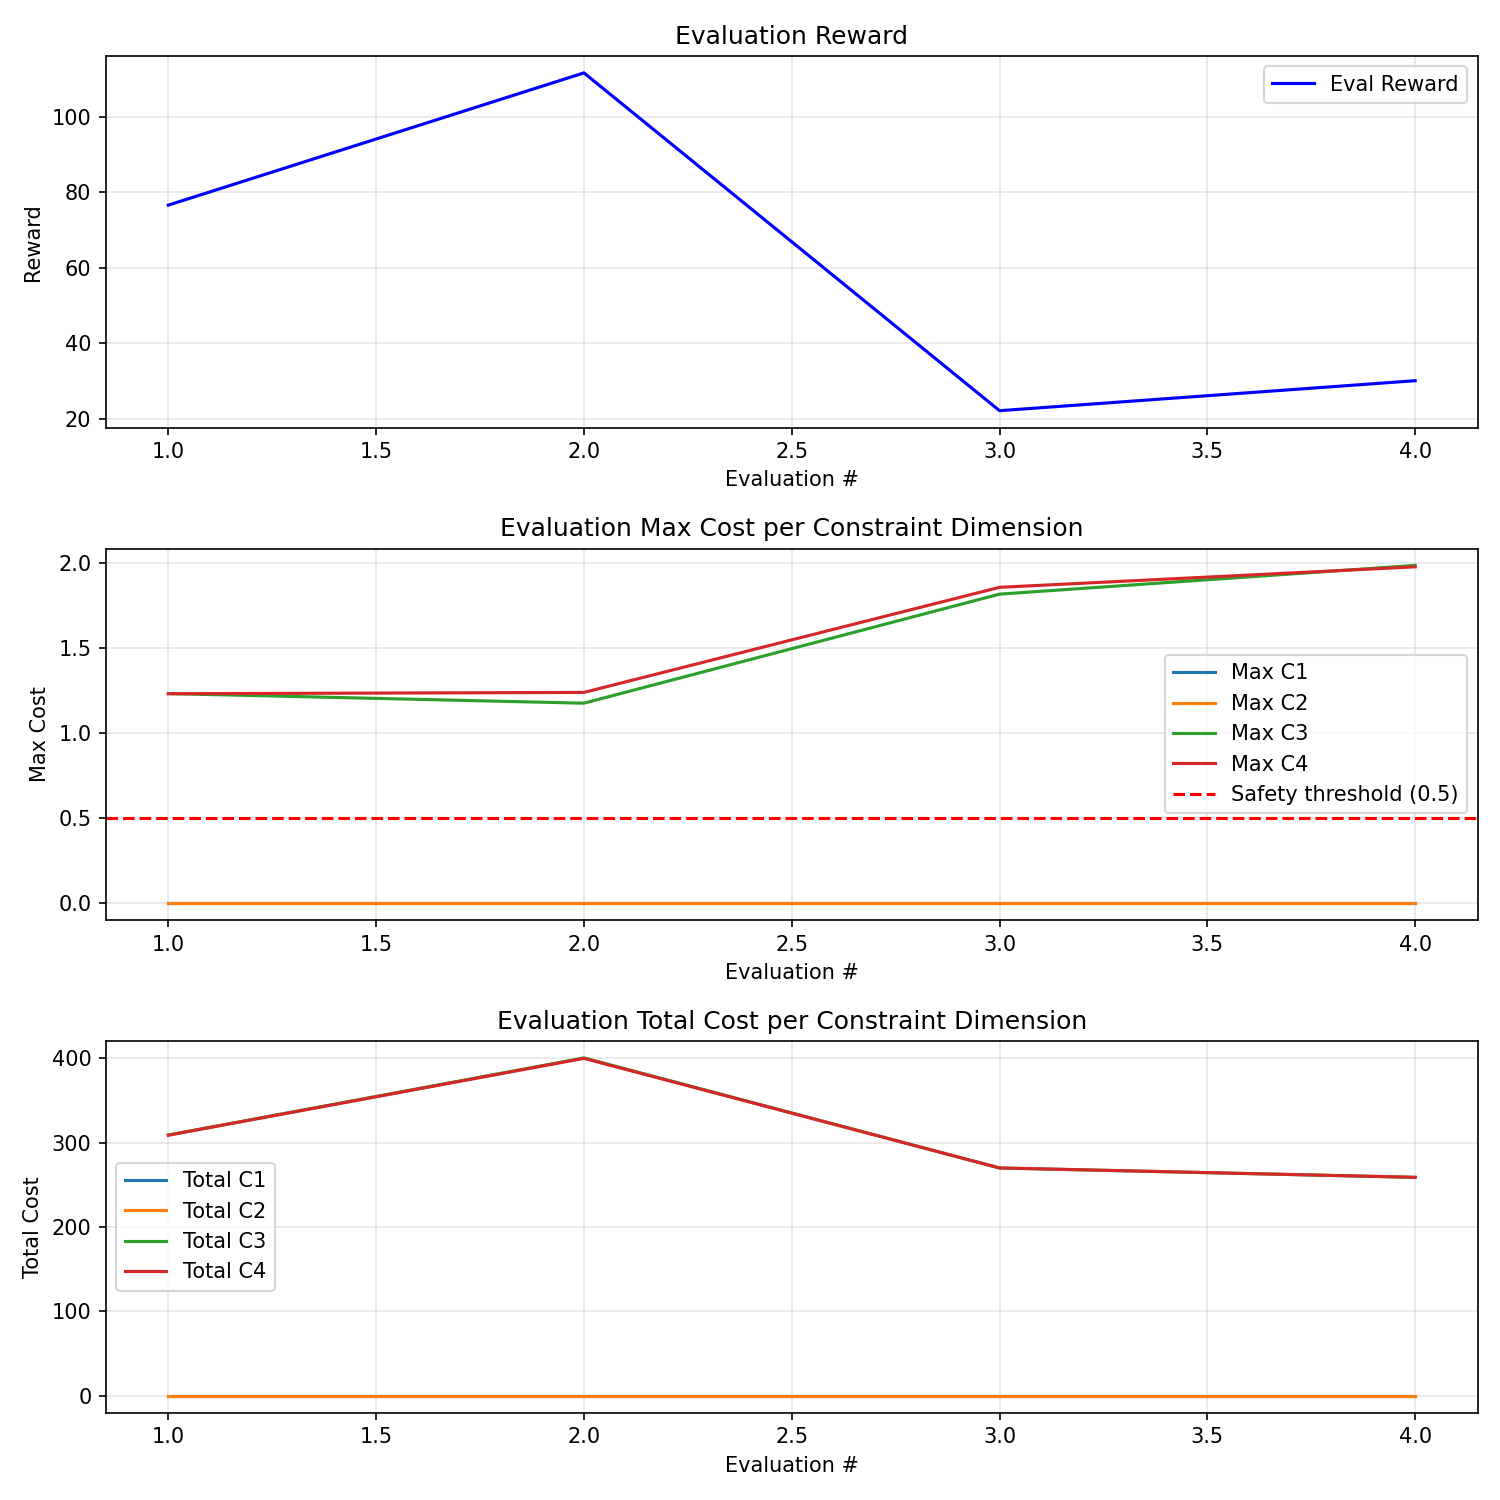 Evaluation Reward
Eval Reward
Reward
100
80
60
40
20
1.0 1.5 2.0 2.5 3.0 3.5 4.0
Evaluation #
Evaluation Max Cost per Constraint Dimension
Max Cost
2.0
1.5
1.0
0.5
0.0
Max C1
Max C2
Max C3
Max C4
Safety threshold (0.5)
1.0 1.5 2.0 2.5 3.0 3.5 4.0
Evaluation #
Evaluation Total Cost per Constraint Dimension
Total Cost
400
300
200
100
0
Total C1
Total C2
Total C3
Total C4
1.0 1.5 2.0 2.5 3.0 3.5 4.0
Evaluation #